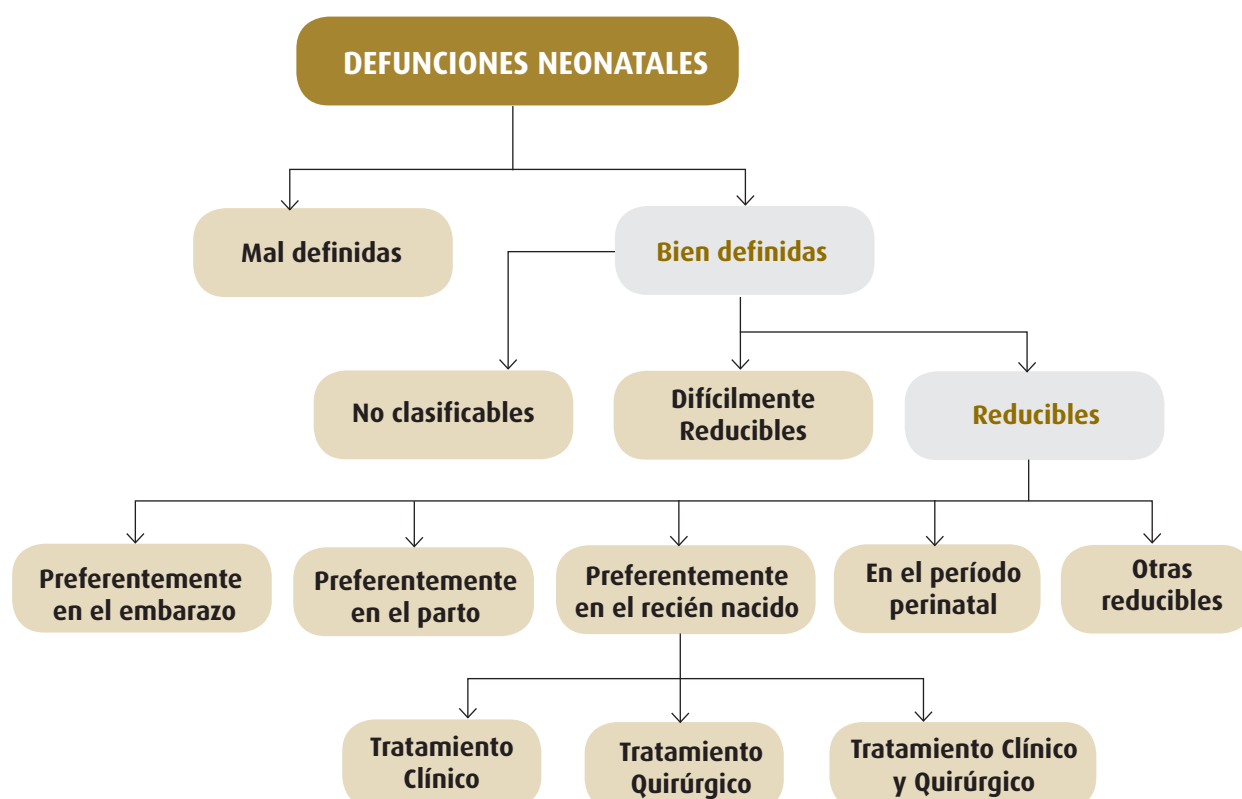 DEFUNCIONES NEONATALES
Mal definidas
Bien definidas
No clasificables
Difícilmente
Reducibles
Reducibles
Preferentemente
en el embarazo
Preferentemente
en el parto
Preferentemente
en el recién nacido
En el período
perinatal
Otras
reducibles
Tratamiento
Clínico
Tratamiento
Quirúrgico
Tratamiento Clínico
y Quirúrgico